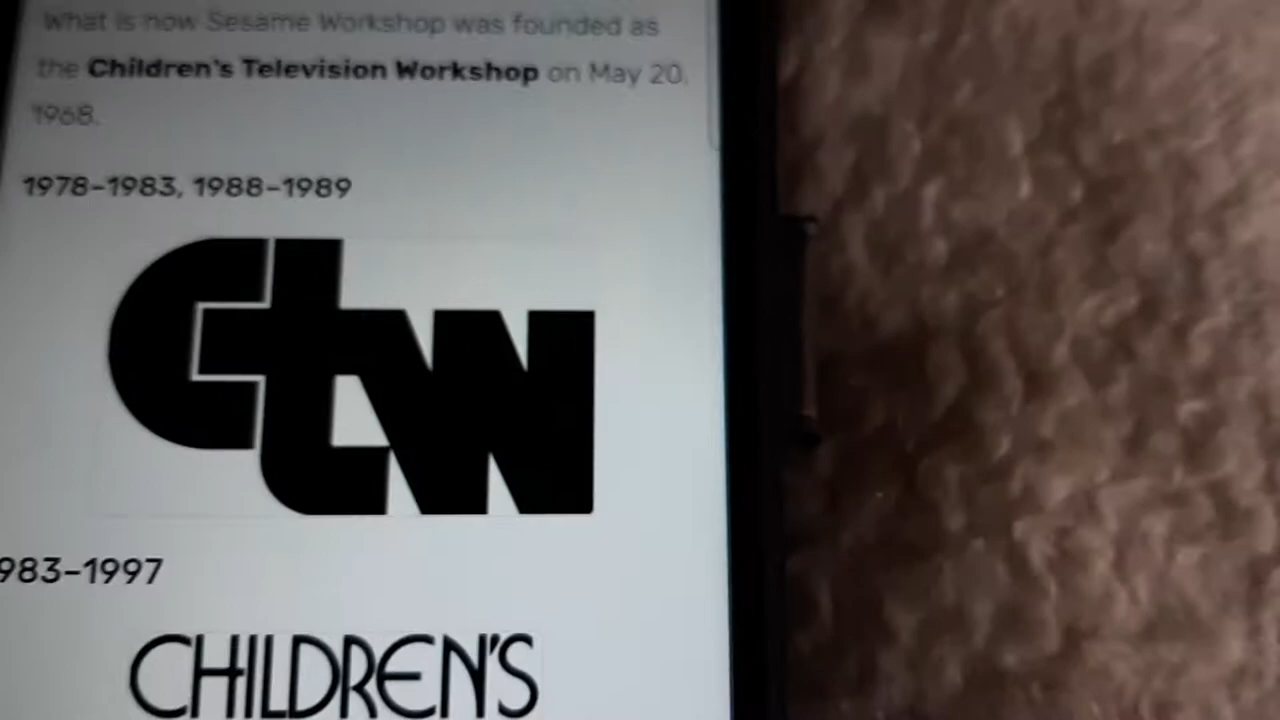 What is now Sesame Workshop was founded as
the Children's Television Workshop on May 20,
1968.
1978-1983, 1988-1989
ctw
983-1997
CHILDREN'S